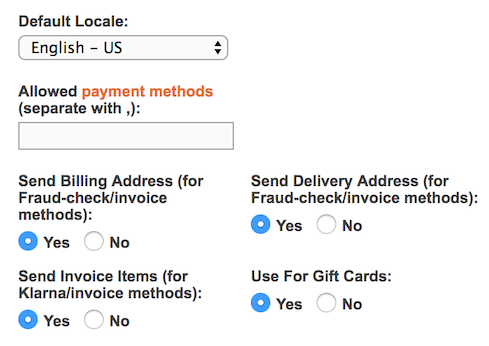 Default Locale:
English - US
Allowed payment methods
(separate with ,):
Send Billing Address (for
Fraud-check/invoice
methods):
Yes No
Send Delivery Address (for
Fraud-check/invoice methods):
Yes No
Send Invoice Items (for
Klarna/invoice methods):
Yes No
Use For Gift Cards:
Yes No